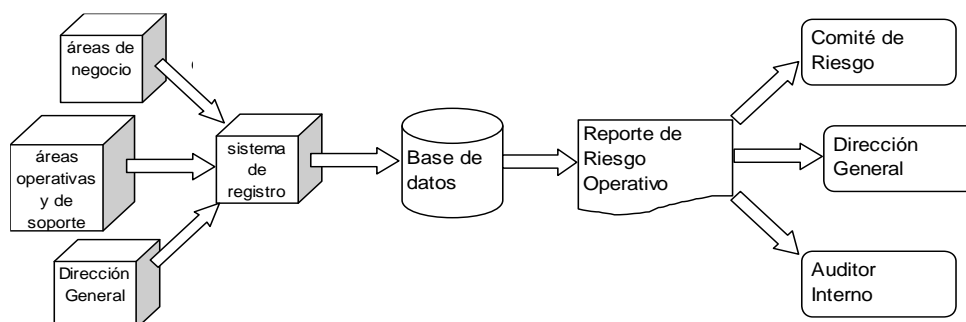 áreas de
negocio
áreas
operativas
y de
soporte
Dirección
General
sistema
de
registro
Base de
datos
Reporte de
Riesgo
Operativo
Comité de
Riesgo
Dirección
General
Auditor
Interno